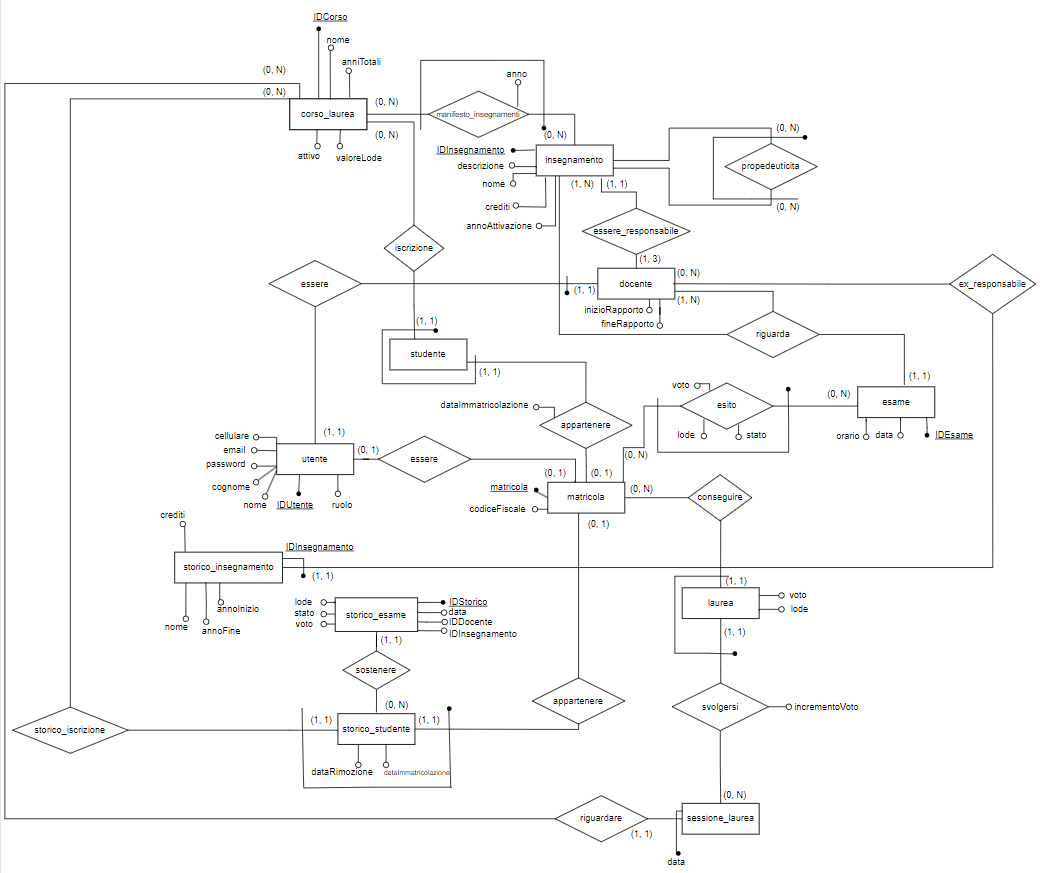 IDCorso
nome
anniTotali
(0, N)
anno
(0, N)
(0, N)
corso_laurea
manifesto_insegnamenti
(0, N)
(0, N)
(0, N)
attivo
valoreLode
IDInsegnamento
insegnamento
descrizione
propedeuticita
nome
(1, N)
(1, 1)
crediti
(0, N)
annoAttivazione
essere_responsabile
iscrizione
(1, 3)
(0, N)
essere
docente
ex_responsabile
(1, 1)
(1, N)
inizioRapporto
fineRapporto
(1, 1)
riguarda
studente
(1, 1)
(1, 1)
voto
(0, N)
esame
dataImmatricolazione
esito
appartenere
lode
stato
orario
data
IDEsame
cellulare
(1, 1)
email
(0, 1)
utente
essere
(0, N)
password
(0, 1)
(0, 1)
cognome
matricola
matricola
(0, N)
conseguire
nome
IDUtente
ruolo
codiceFiscale
crediti
(0, 1)
IDInsegnamento
storico_insegnamento
(1, 1)
(1, 1)
lode
IDStorico
voto
annoInizio
stato
storico_esame
data
laurea
lode
nome
annoFine
voto
IDDocente
IDInsegnamento
(1, 1)
(1, 1)
sostenere
appartenere
(0, N)
svolgersi
incrementoVoto
storico_iscrizione
(1, 1)
storico_studente
(1, 1)
dataRimozione
dataImmatricolazione
(0, N)
riguardare
sessione_laurea
(1, 1)
data